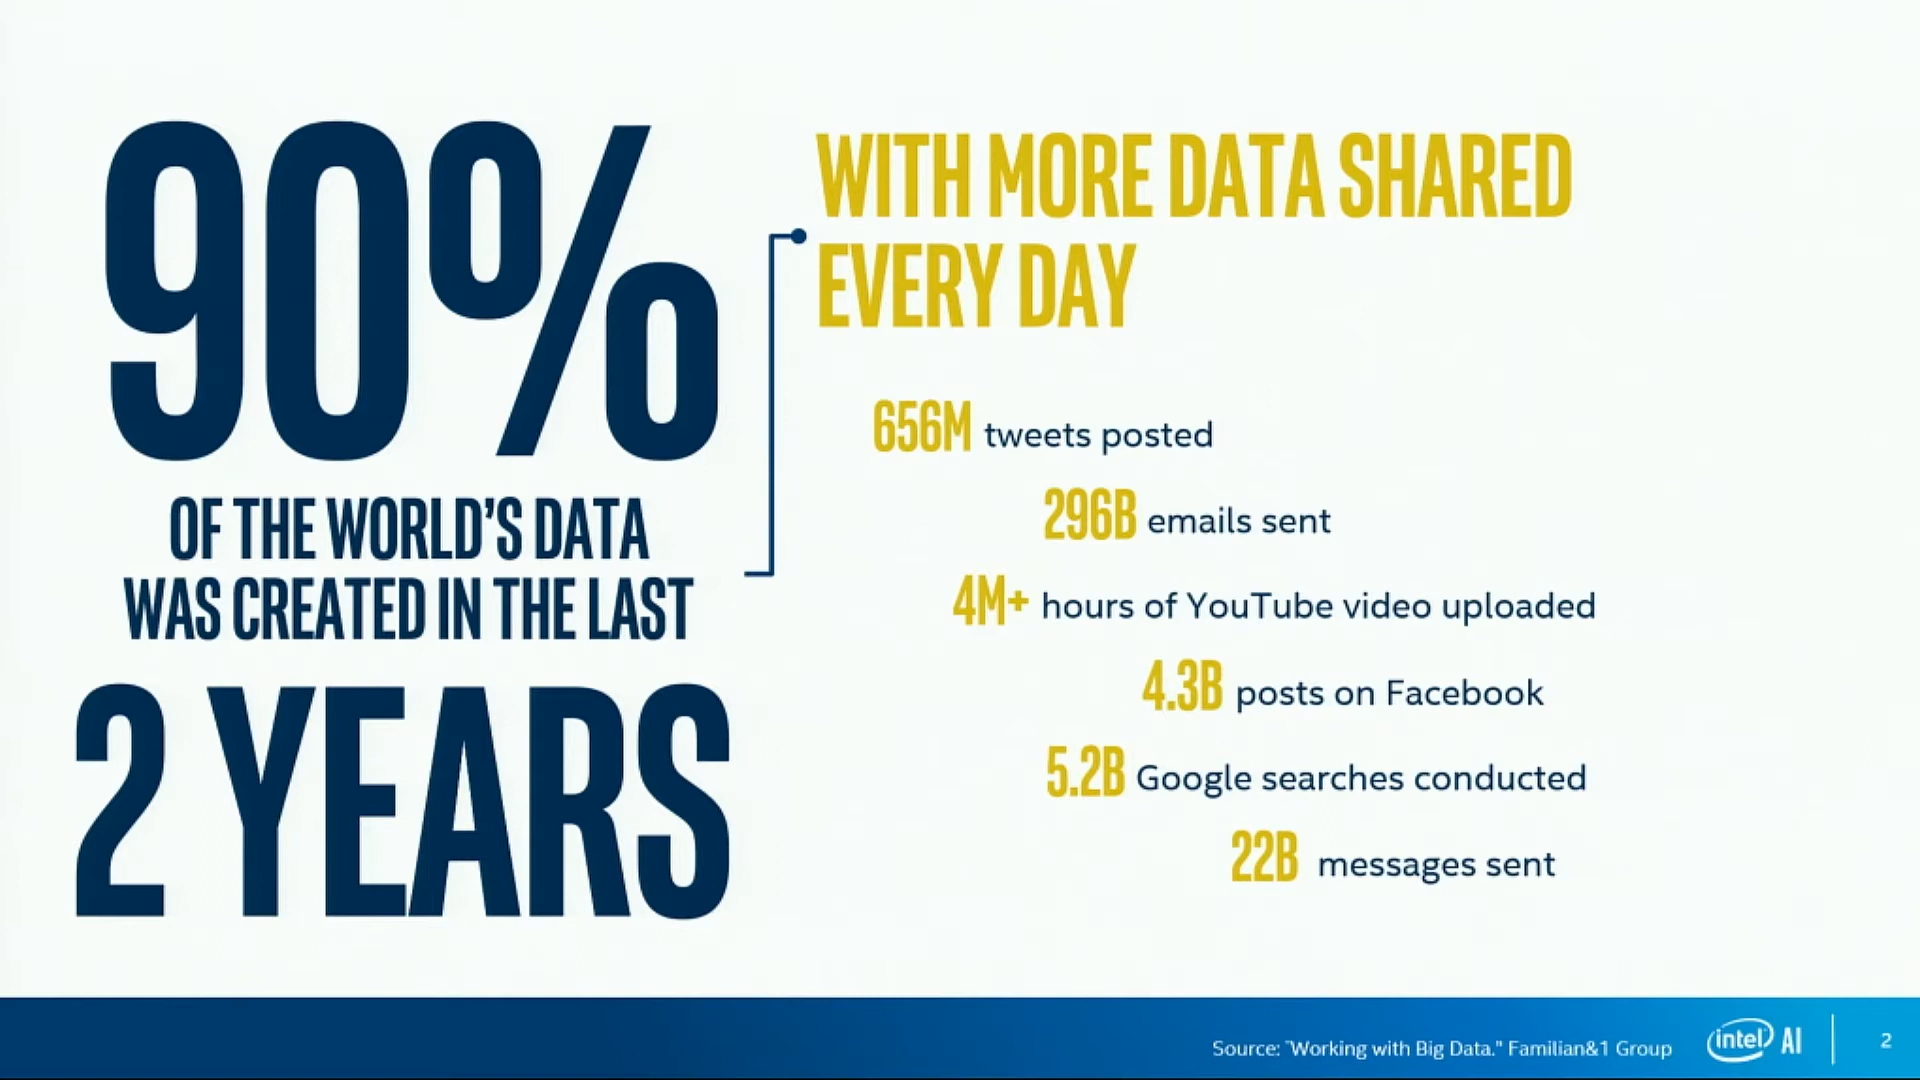 90%
OF THE WORLD'S DATA
WAS CREATED IN THE LAST
2 YEARS
WITH MORE DATA SHARED
EVERY DAY
656M tweets posted
296B emails sent
4M+ hours of YouTube video uploaded
4.3B posts on Facebook
5.2B Google searches conducted
22B messages sent
Source: "Working with Big Data." Familian&1 Group
intel AI
2